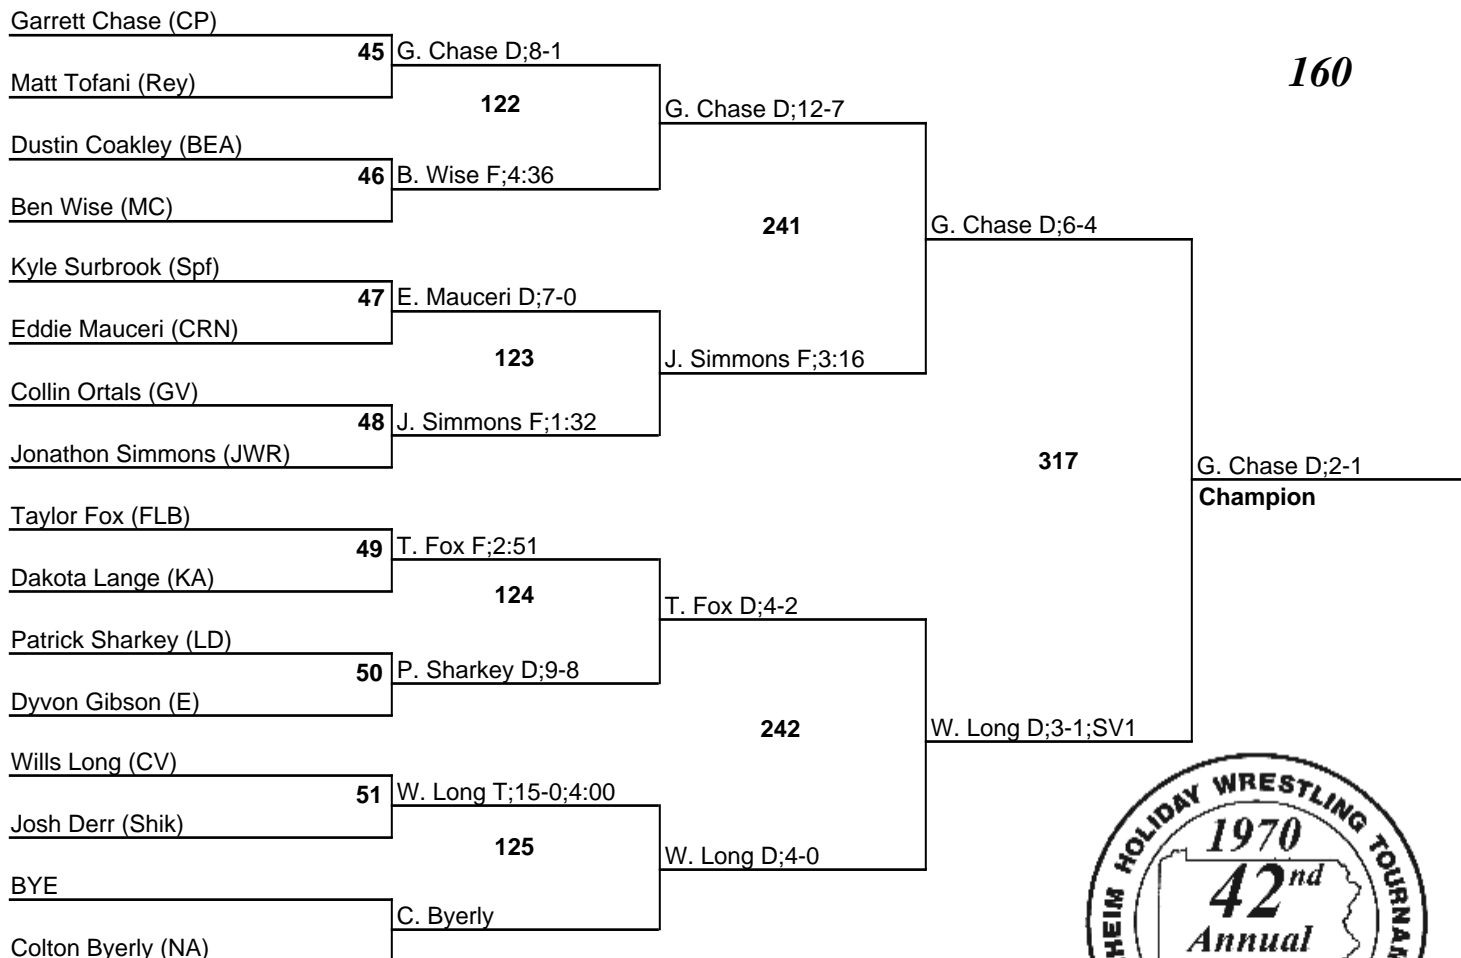 Garrett Chase (CP)
45 G. Chase D;8-1
160
Matt Tofani (Rey)
122
G. Chase D;12-7
Dustin Coakley (BEA)
46 B. Wise F;4:36
Ben Wise (MC)
241
G. Chase D;6-4
Kyle Surbrook (Spf)
47 E. Mauceri D;7-0
Eddie Mauceri (CRN)
123
J. Simmons F;3:16
Collin Ortals (GV)
48 J. Simmons F;1:32
Jonathon Simmons (JWR)
317
G. Chase D;2-1
Champion
Taylor Fox (FLB)
49 T. Fox F;2:51
Dakota Lange (KA)
124
T. Fox D;4-2
Patrick Sharkey (LD)
50 P. Sharkey D;9-8
Dyvon Gibson (E)
242
W. Long D;3-1;SV1
Wills Long (CV)
51 W. Long T;15-0;4:00
Josh Derr (Shik)
125
W. Long D;4-0
BYE
C. Byerly
Colton Byerly (NA)
HOLIDAY WRESTLING
1970
42nd
Annual